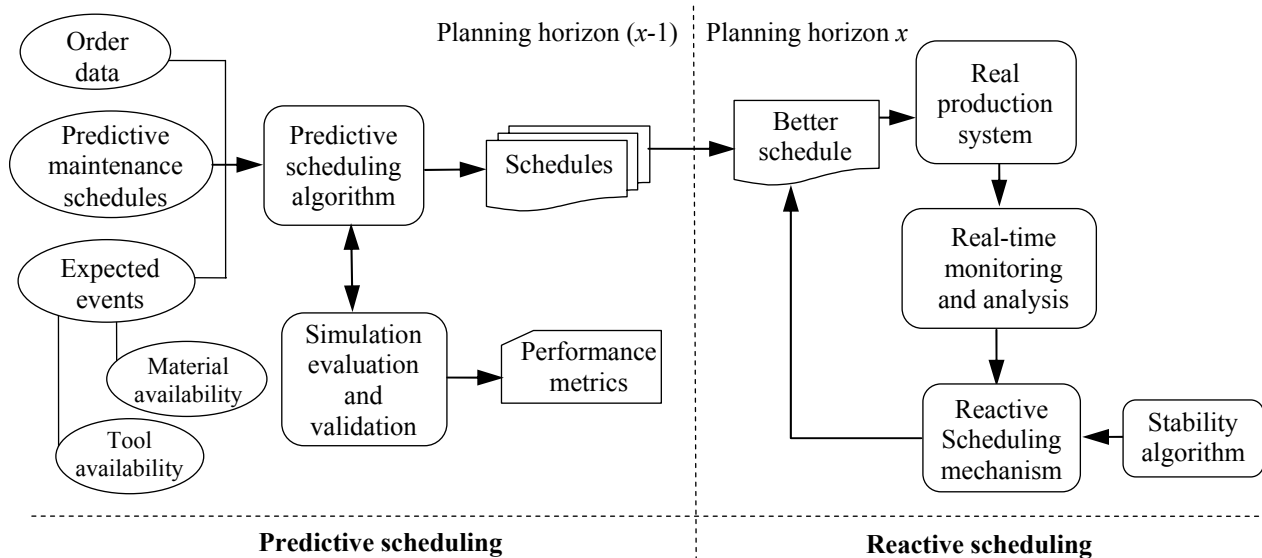 Order
data
Predictive
maintenance
schedules
Expected
events
Material
availability
Tool
availability
Planning horizon (x-1)
Predictive
scheduling
algorithm
Schedules
Simulation
evaluation
and
validation
Performance
metrics
Predictive scheduling
Planning horizon x
Better
schedule
Real
production
system
Real-time
monitoring
and analysis
Reactive
Scheduling
mechanism
Stability
algorithm
Reactive scheduling